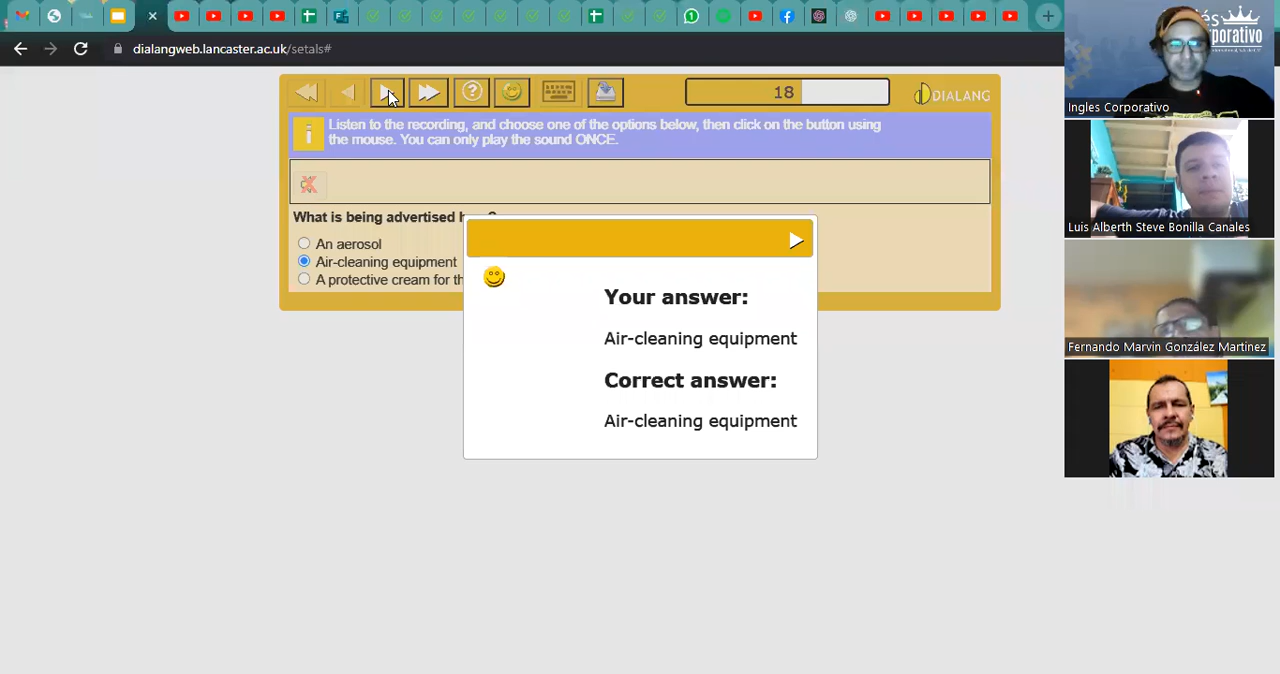 dialangweb.lancaster.ac.uk/setals#
18
DIALANG
Listen to the recording, and choose one of the options below, then click on the button using
the mouse. You can only play the sound ONCE.
What is being advertised
An aerosol
Air-cleaning equipment
A protective cream for
Your answer:
Air-cleaning equipment
Correct answer:
Air-cleaning equipment
Ingles Corporativo
Luis Alberth Steve Bonilla Canales
Fernando Marvin González Martínez